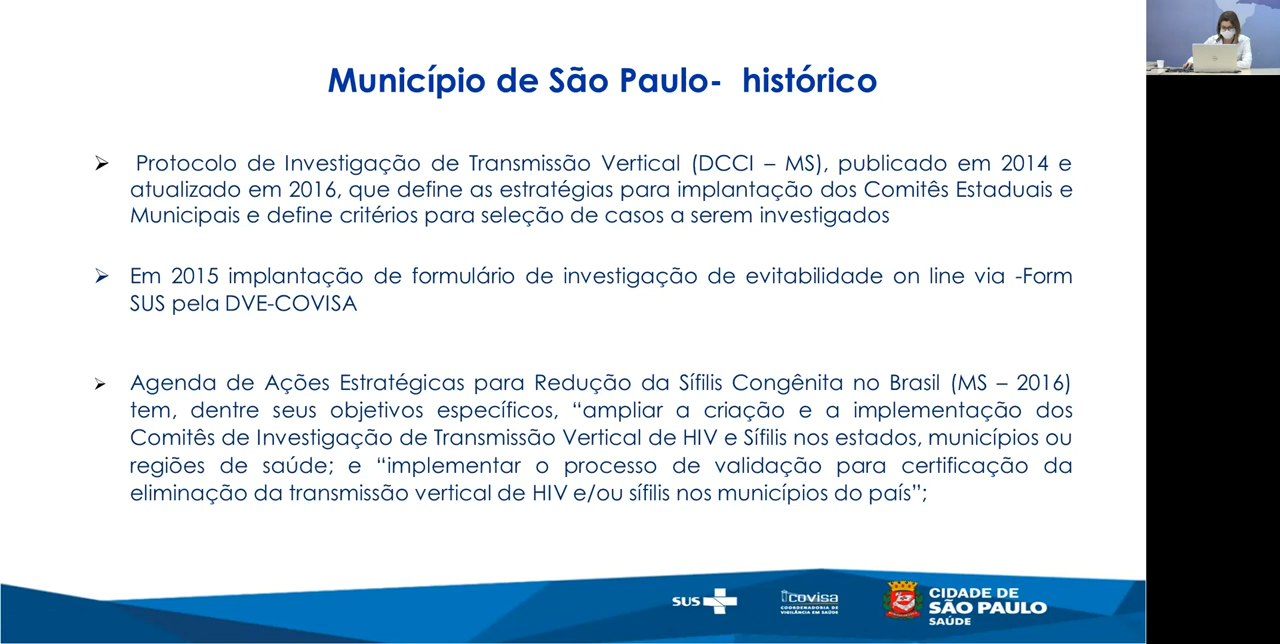 Município de São Paulo- histórico
Protocolo de Investigação de Transmissão Vertical (DCCI – MS), publicado em 2014 e
atualizado em 2016, que define as estratégias para implantação dos Comitês Estaduais e
Municipais e define critérios para seleção de casos a serem investigados
Em 2015 implantação de formulário de investigação de evitabilidade on line via -Form
SUS pela DVE-COVISA
Agenda de Ações Estratégicas para Redução da Sífilis Congênita no Brasil (MS – 2016)
tem, dentre seus objetivos específicos, “ampliar a criação e a implementação dos
Comitês de Investigação de Transmissão Vertical de HIV e Sífilis nos estados, municípios ou
regiões de saúde; e “implementar o processo de validação para certificação da
eliminação da transmissão vertical de HIV e/ou sífilis nos municípios do país”;
SUS
covisa
COORDENADORIA DE
VIGILÂNCIA EM SAÚDE
CIDADE DE
SÃO PAULO
SAÚDE